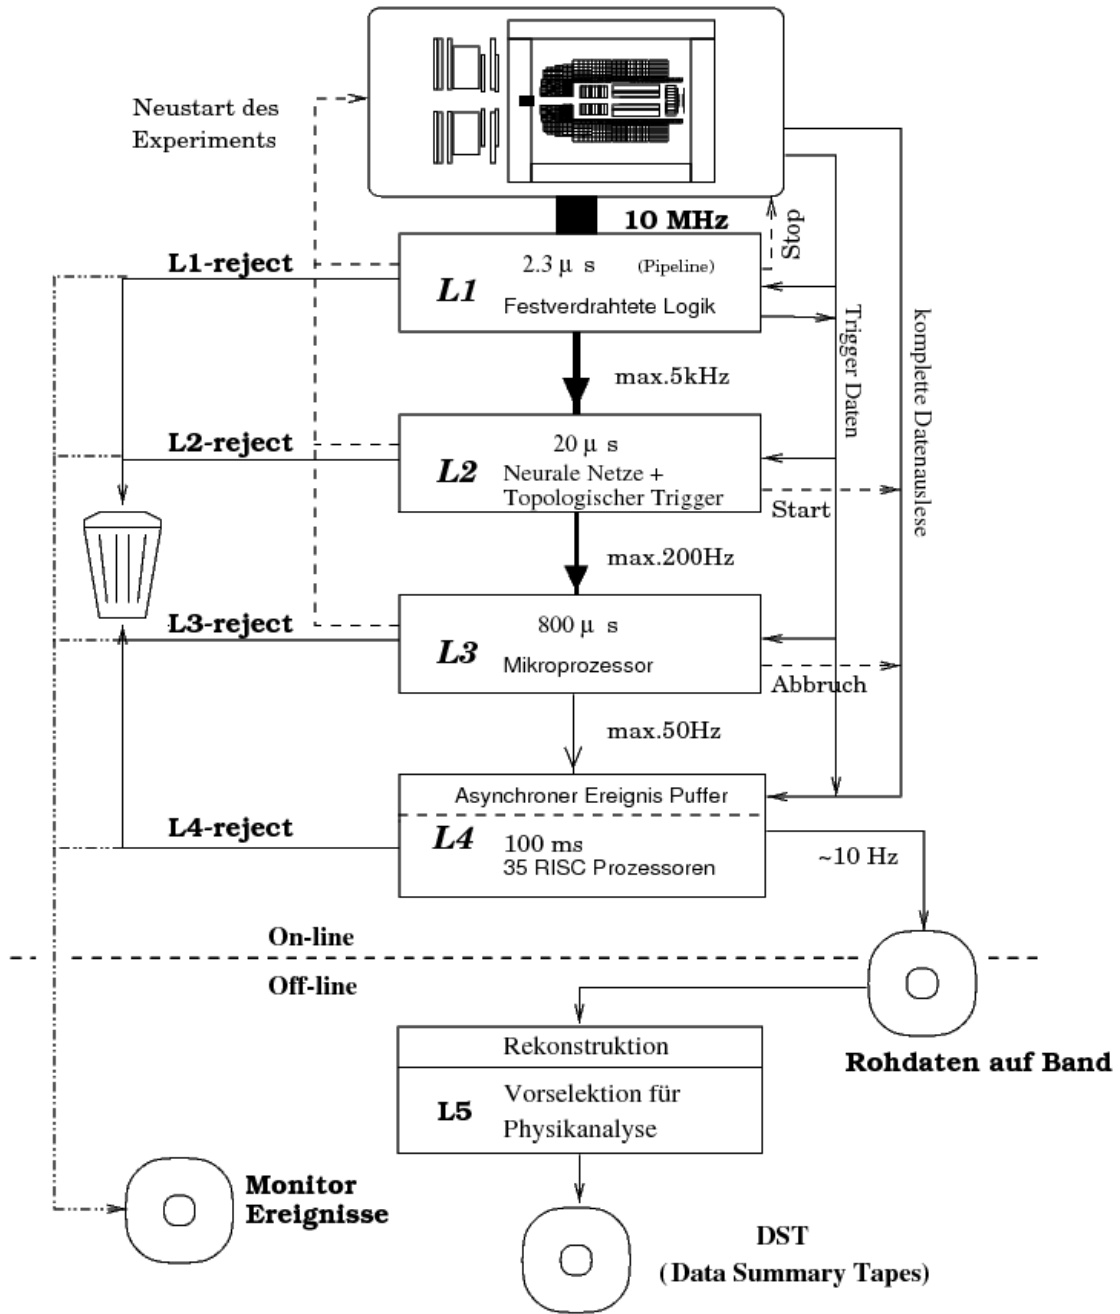 Neustart des
Experiments
10 MHz
Stop
L1-reject
2.3 μ s (Pipeline)
L1
Festverdrahtete Logik
Trigger Daten
komplette Datenauslese
max.5kHz
L2-reject
20 μ s
L2
Neurale Netze +
Topologischer Trigger
Start
max.200Hz
L3-reject
800 μ s
L3
Mikroprozessor
Abbruch
max.50Hz
Asynchroner Ereignis Puffer
L4-reject
L4
100 ms
35 RISC Prozessoren
~10 Hz
On-line
Off-line
Rekonstruktion
Rohdaten auf Band
L5
Vorselektion für
Physikanalyse
Monitor
Ereignisse
DST
(Data Summary Tapes)